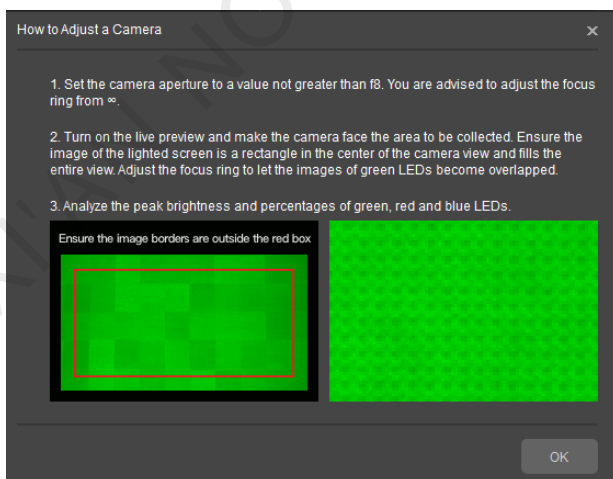 How to Adjust a Camera
1. Set the camera aperture to a value not greater than f8. You are advised to adjust the focus
ring from ∞.
2. Turn on the live preview and make the camera face the area to be collected. Ensure the
image of the lighted screen is a rectangle in the center of the camera view and fills the
entire view. Adjust the focus ring to let the images of green LEDs become overlapped.
3. Analyze the peak brightness and percentages of green, red and blue LEDs.
Ensure the image borders are outside the red box
OK